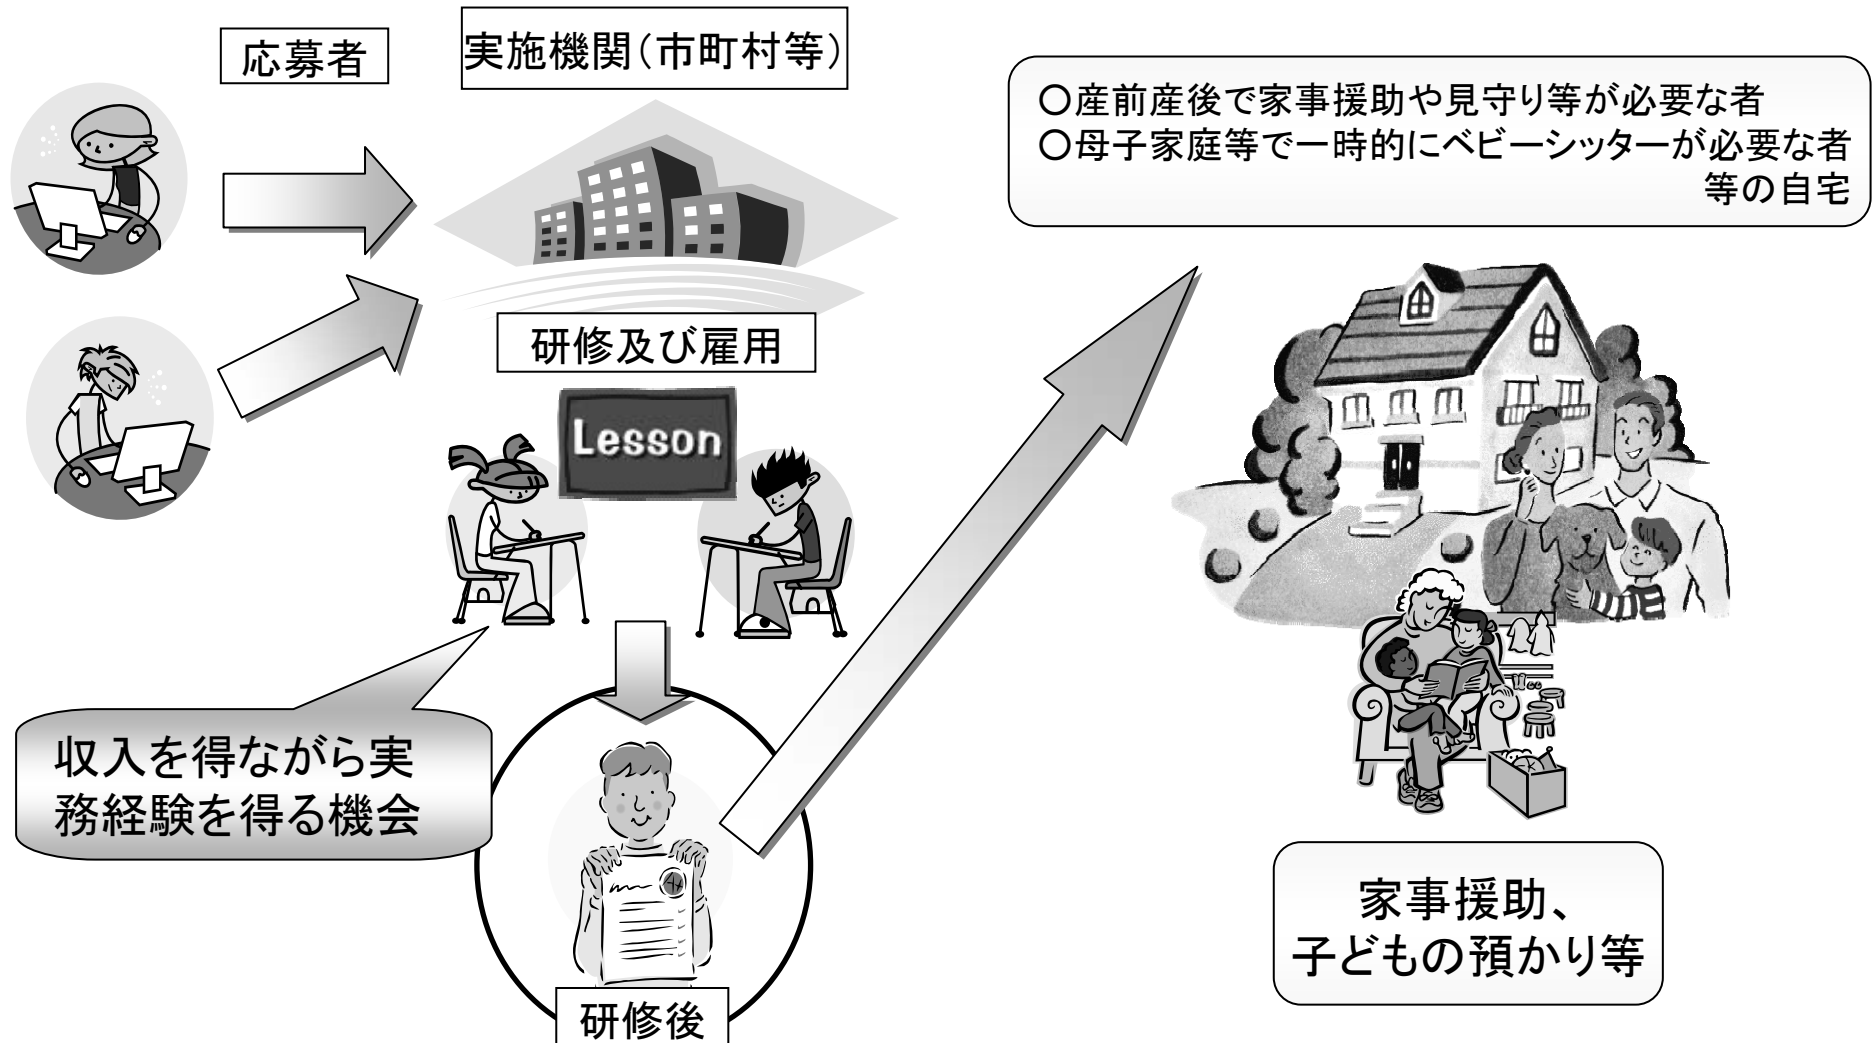 応募者
実施機関（市町村等）
〇産前産後で家事援助や見守り等が必要な者
〇母子家庭等で一時的にベビーシッターが必要な者
等の自宅
研修及び雇用
Lesson
収入を得ながら実
務経験を得る機会
研修後
家事援助、
子どもの預かり等